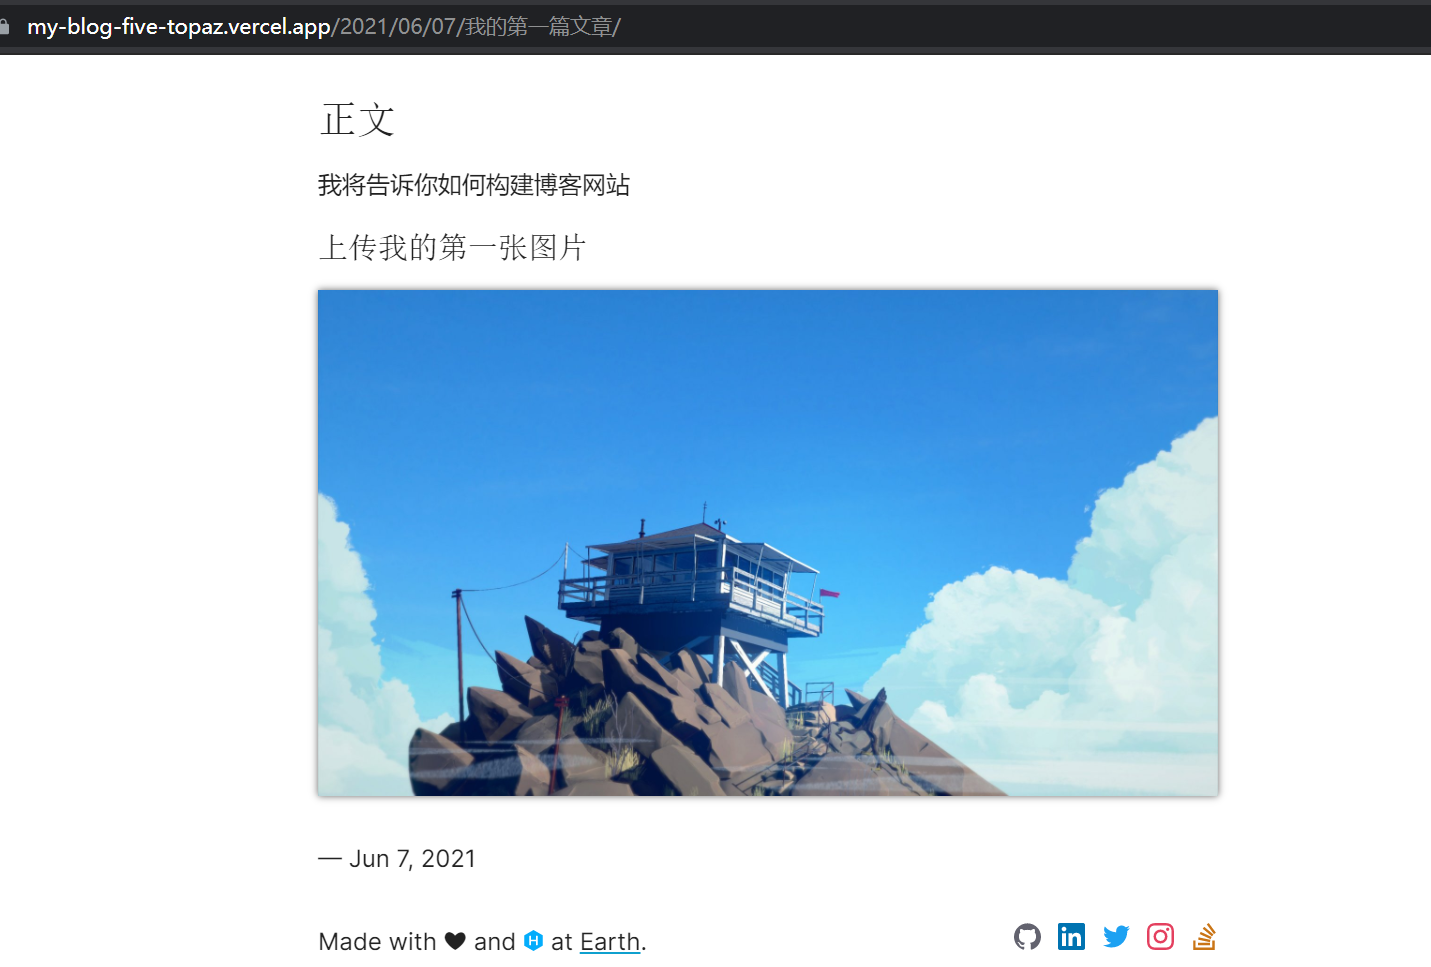 my-blog-five-topaz.vercel.app/2021/06/07/我的第一篇文章/
正文
我将告诉你如何构建博客网站
上传我的第一张图片
— Jun 7, 2021
Made with and at Earth.